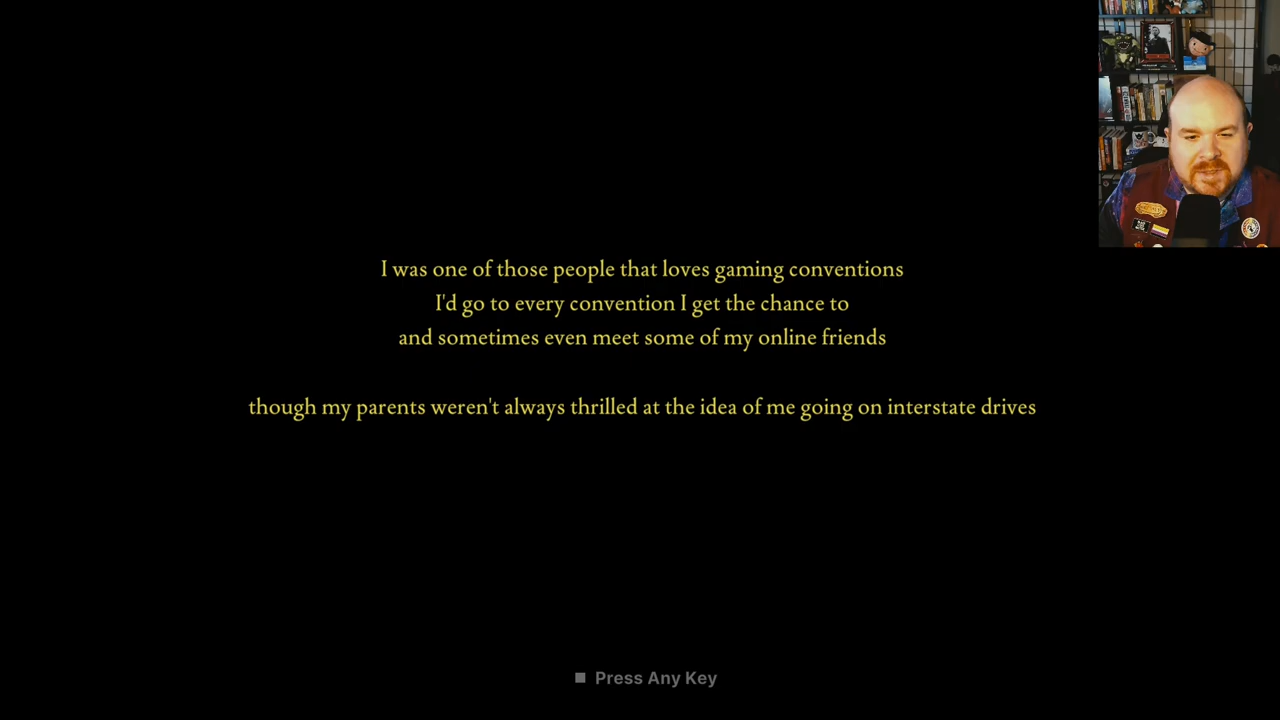 I was one of those people that loves gaming conventions
I'd go to every convention I get the chance to
and sometimes even meet some of my online friends
though my parents weren't always thrilled at the idea of me going on interstate drives
Press Any Key